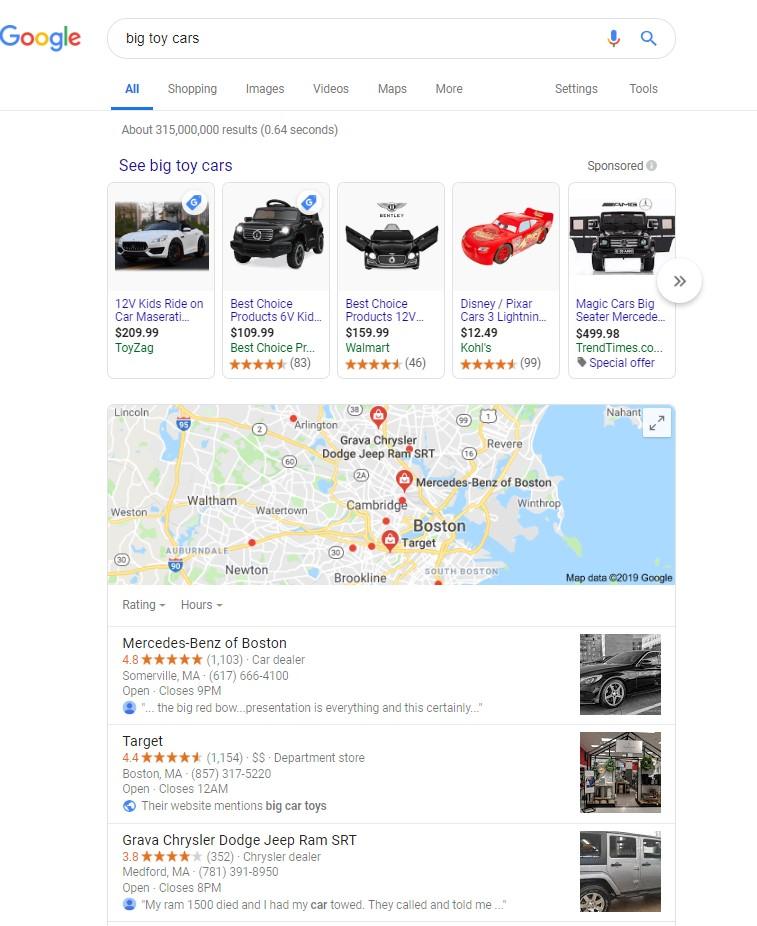 Google
big toy cars
All Shopping Images Videos Maps More Settings Tools
About 315,000,000 results (0.64 seconds)
See big toy cars
Sponsored
BENTLEY
AMG
12V Kids Ride on
Car Maserati...
$209.99
ToyZag
Best Choice
Products 6V Kid...
$109.99
Best Choice Pr...
(83)
Best Choice
Products 12V...
$159.99
Walmart
(46)
Disney / Pixar
Cars 3 Lightnin...
$12.49
Kohl's
(99)
Magic Cars Big
Seater Mercede...
$499.98
TrendTimes.co...
Special offer
Lincoln
95
2
Arlington
38
99
1
Nahant
Grava Chrysler
Dodge Jeep Ram SRT
Revere
60
16
2A
Mercedes-Benz of Boston
Waltham
Weston
Watertown
Cambridge
Winthrop
Boston
Target
30
AUBURNDALE
30
90
Newton
Brookline
SOUTH BOSTON
Map data ©2019 Google
Rating Hours
Mercedes-Benz of Boston
4.8 (1,103) · Car dealer
Somerville, MA · (617) 666-4100
Open · Closes 9PM
"... the big red bow...presentation is everything and this certainly..."
Target
4.4 (1,154) · $$ · Department store
Boston, MA · (857) 317-5220
Open · Closes 12AM
Their website mentions big car toys
Grava Chrysler Dodge Jeep Ram SRT
3.8 (352) · Chrysler dealer
Medford, MA · (781) 391-8950
Open · Closes 8PM
"My ram 1500 died and I had my car towed. They called and told me ..."